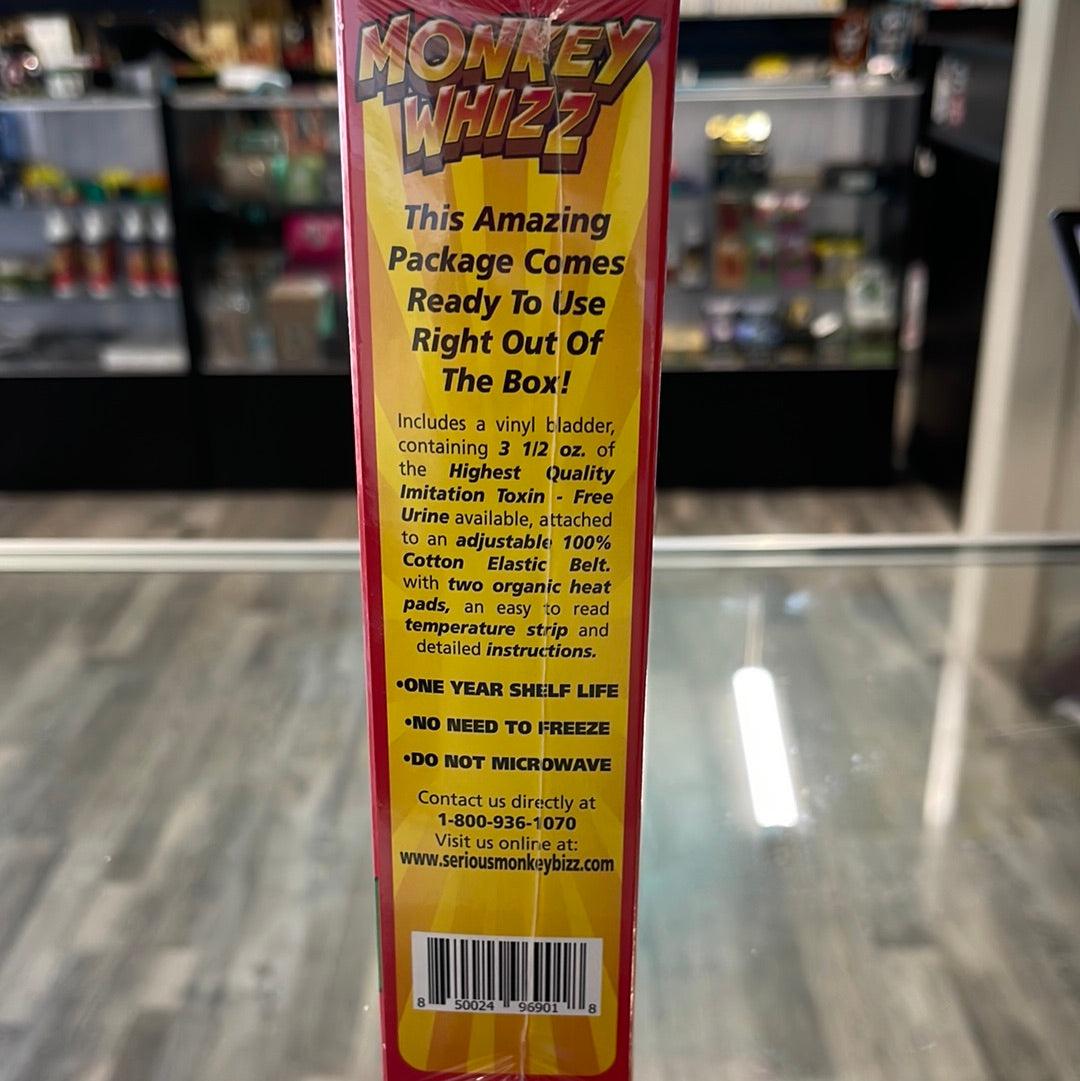 MONKEY
WHIZZ
This Amazing
Package Comes
Ready To Use
Right Out Of
The Box!
Includes a vinyl bladder,
containing 3 1/2 oz. of
the Highest Quality
Imitation Toxin - Free
Urine available, attached
to an adjustable 100%
Cotton Elastic Belt.
with two organic heat
pads, an easy to read
temperature strip and
detailed instructions.
•ONE YEAR SHELF LIFE
•NO NEED TO FREEZE
•DO NOT MICROWAVE
Contact us directly at
1-800-936-1070
Visit us online at:
www.seriousmonkeybizz.com
8 50024 96901 8